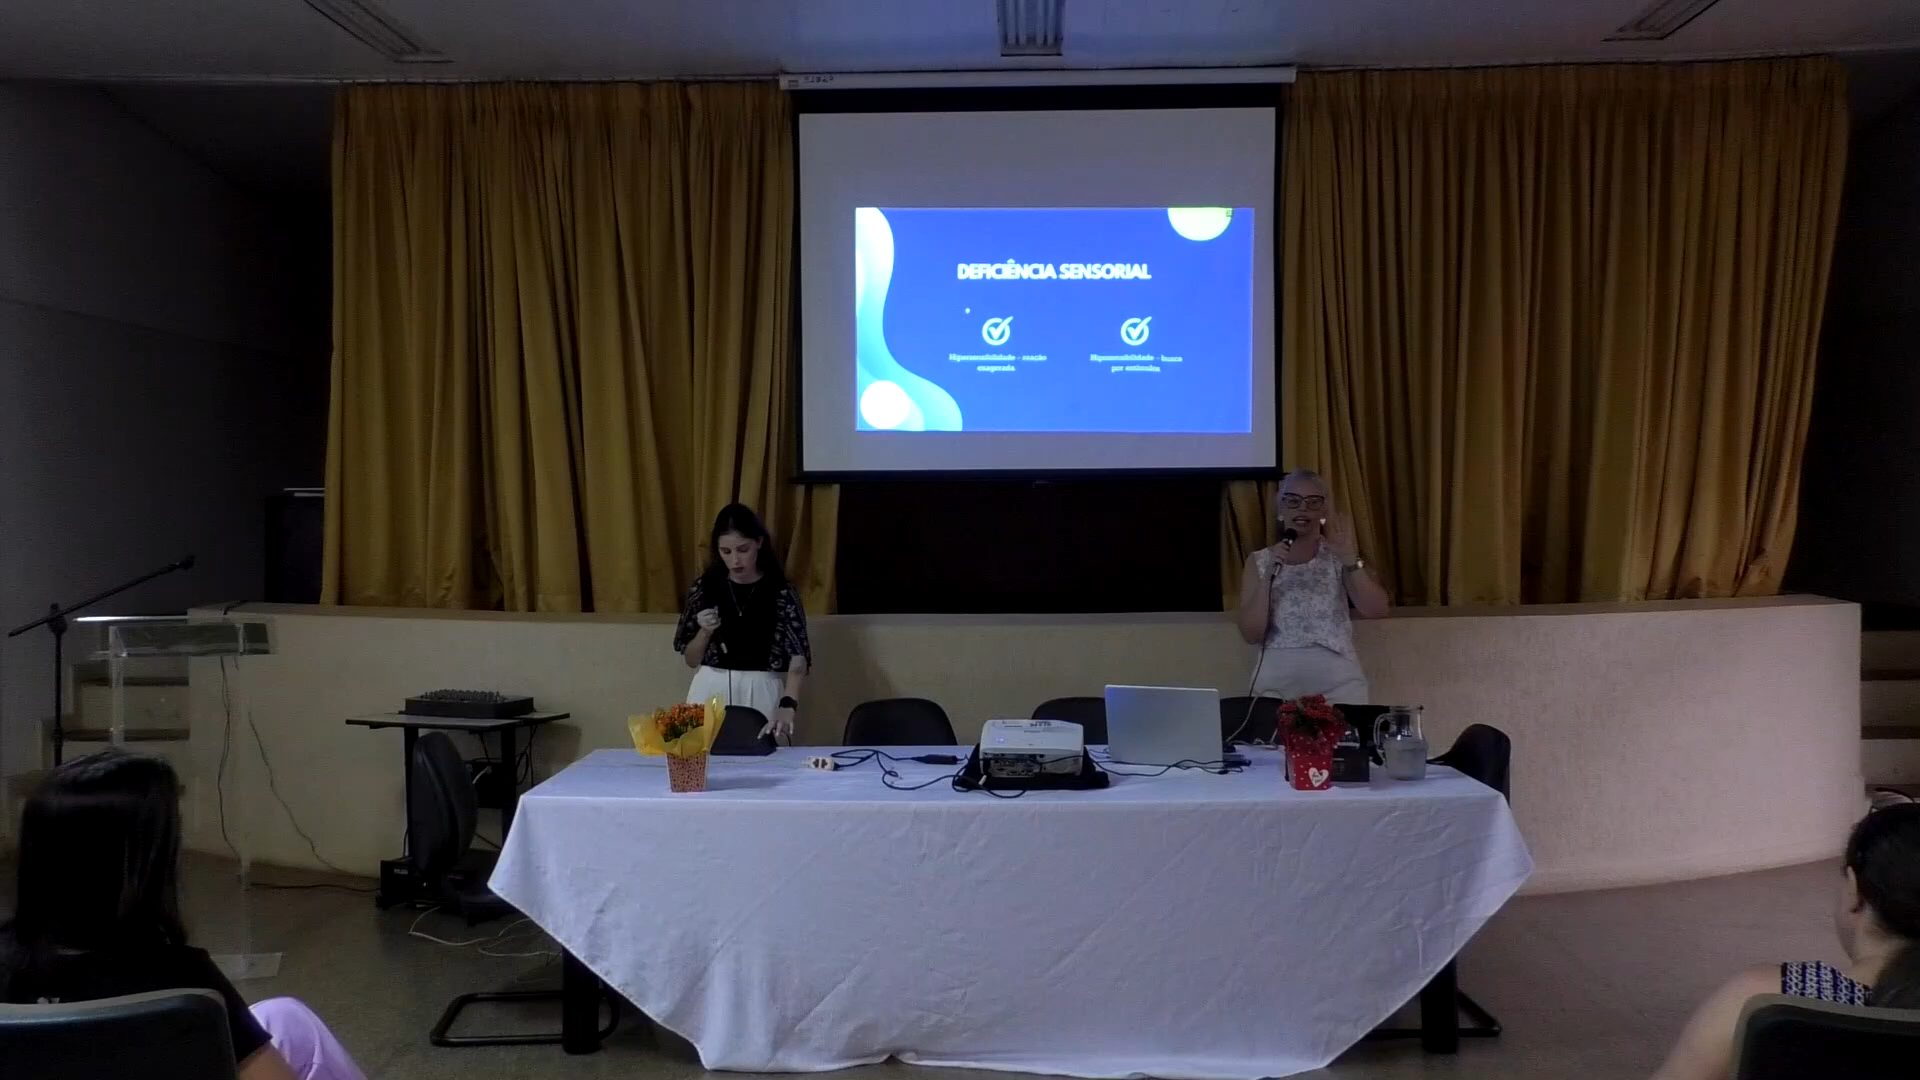 DEFICIÊNCIA SENSORIAL
Hipersensibilidade - reação
exagerada
Hipossensibilidade - busca
por estímulos